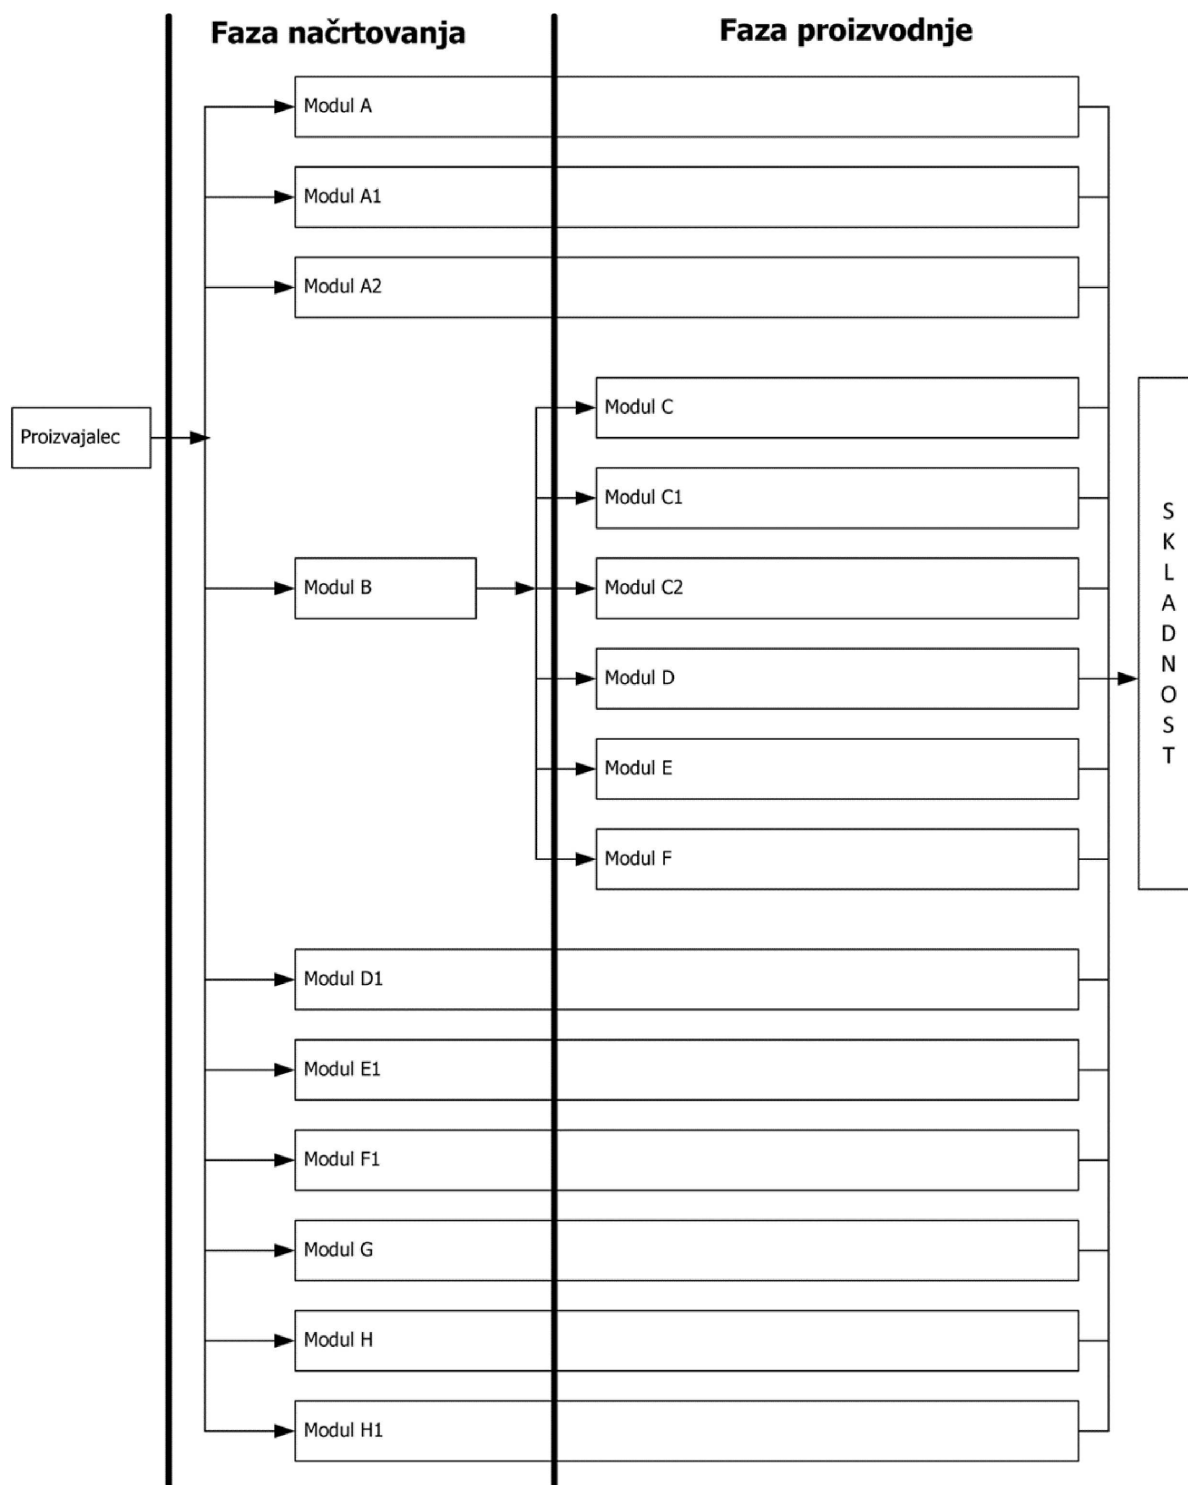 Faza načrtovanja
Faza proizvodnje
Modul A
Modul A1
Modul A2
Proizvajalec
Modul B
Modul C
Modul C1
Modul C2
Modul D
Modul E
Modul F
Modul D1
Modul E1
Modul F1
Modul G
Modul H
Modul H1
S
K
L
A
D
N
O
S
T